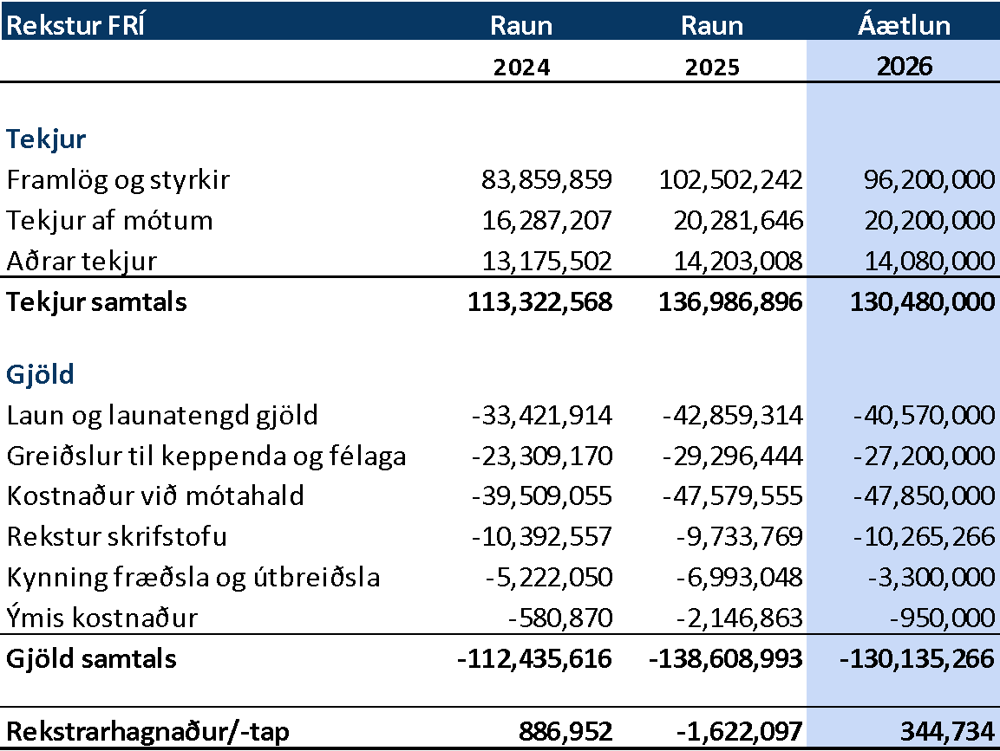 Rekstur FRÍ Raun Raun Áætlun
2024 2025 2026
Tekjur
Framlög og styrkir 83,859,859 102,502,242 96,200,000
Tekjur af mótum 16,287,207 20,281,646 20,200,000
Aðrar tekjur 13,175,502 14,203,008 14,080,000
Tekjur samtals 113,322,568 136,986,896 130,480,000
Gjöld
Laun og launatengd gjöld -33,421,914 -42,859,314 -40,570,000
Greiðslur til keppenda og félaga -23,309,170 -29,296,444 -27,200,000
Kostnaður við mótahald -39,509,055 -47,579,555 -47,850,000
Rekstur skrifstofu -10,392,557 -9,733,769 -10,265,266
Kynning fræðsla og útbreiðsla -5,222,050 -6,993,048 -3,300,000
Ýmis kostnaður -580,870 -2,146,863 -950,000
Gjöld samtals -112,435,616 -138,608,993 -130,135,266
Rekstrarhagnaður/-tap 886,952 -1,622,097 344,734